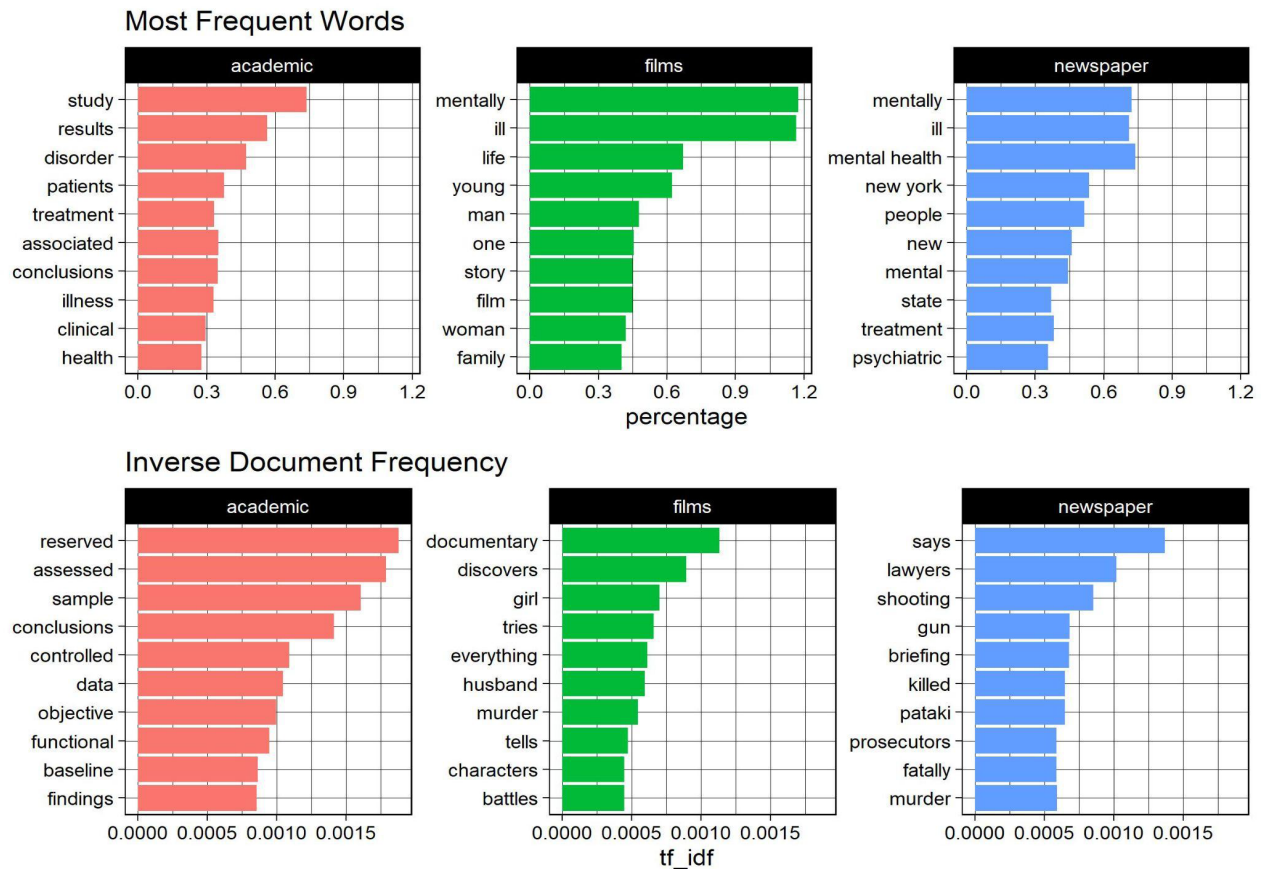 Most Frequent Words
academic
study
results
disorder
patients
treatment
associated
conclusions
illness
clinical
health
0.0 0.3 0.6 0.9 1.2
films
mentally
ill
life
young
man
one
story
film
woman
family
0.0 0.3 0.6 0.9 1.2
newspaper
mentally
ill
mental health
new york
people
new
mental
state
treatment
psychiatric
0.0 0.3 0.6 0.9 1.2
percentage
Inverse Document Frequency
academic
reserved
assessed
sample
conclusions
controlled
data
objective
functional
baseline
findings
0.0000 0.0005 0.0010 0.0015
films
documentary
discovers
girl
tries
everything
husband
murder
tells
characters
battles
0.0000 0.0005 0.0010 0.0015
newspaper
says
lawyers
shooting
gun
briefing
killed
pataki
prosecutors
fatally
murder
0.0000 0.0005 0.0010 0.0015
tf_idf